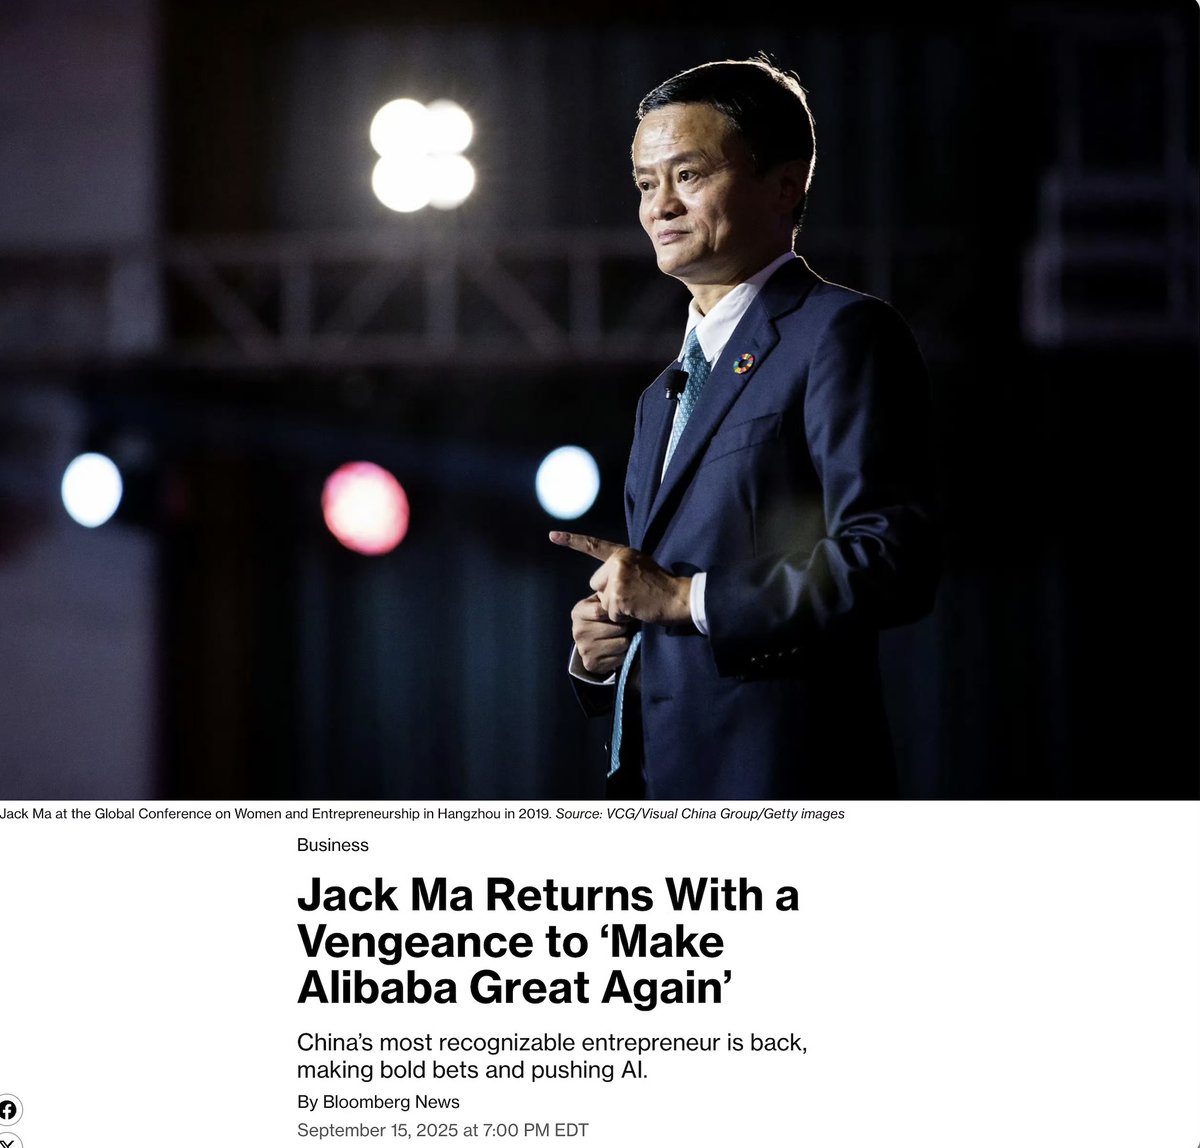 Jack Ma at the Global Conference on Women and Entrepreneurship in Hangzhou in 2019. Source: VCG/Visual China Group/Getty images
Business
Jack Ma Returns With a
Vengeance to ‘Make
Alibaba Great Again’
China’s most recognizable entrepreneur is back,
making bold bets and pushing AI.
By Bloomberg News
September 15, 2025 at 7:00 PM EDT